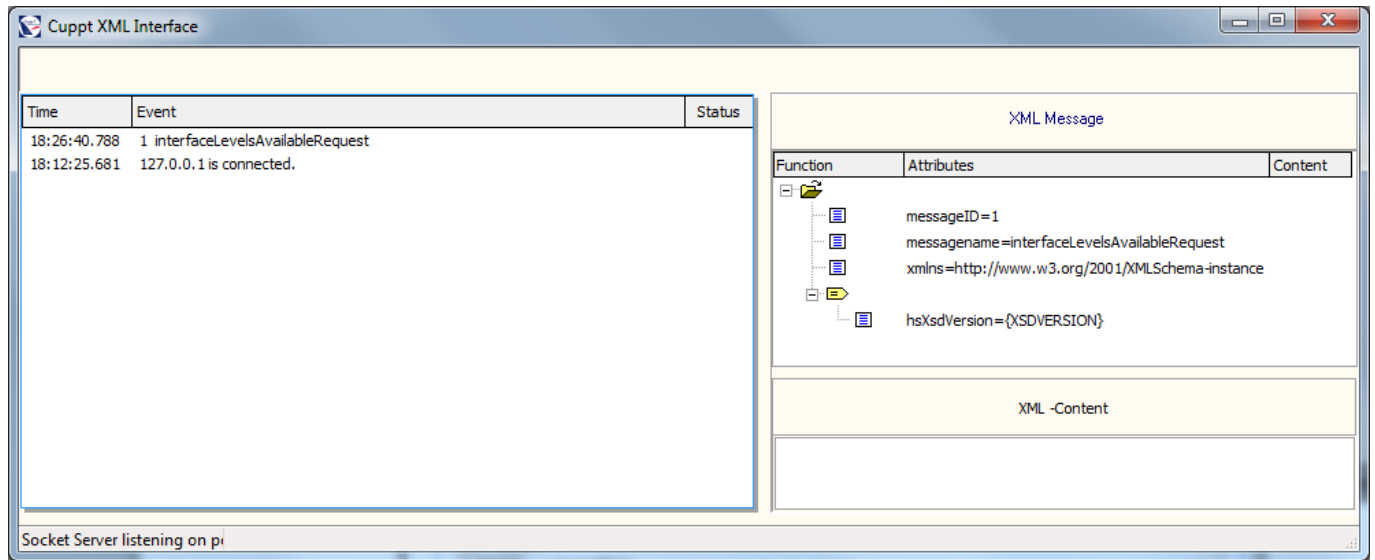 Cuppt XML Interface
Time Event Status
18:26:40.788 1 interfaceLevelsAvailableRequest
18:12:25.681 127.0.0.1 is connected.
XML Message
Function Attributes Content
messageID=1
messagename=interfaceLevelsAvailableRequest
xmlns=http://www.w3.org/2001/XMLSchema-instance
hsXsdVersion={XSDVERSION}
XML -Content
Socket Server listening on